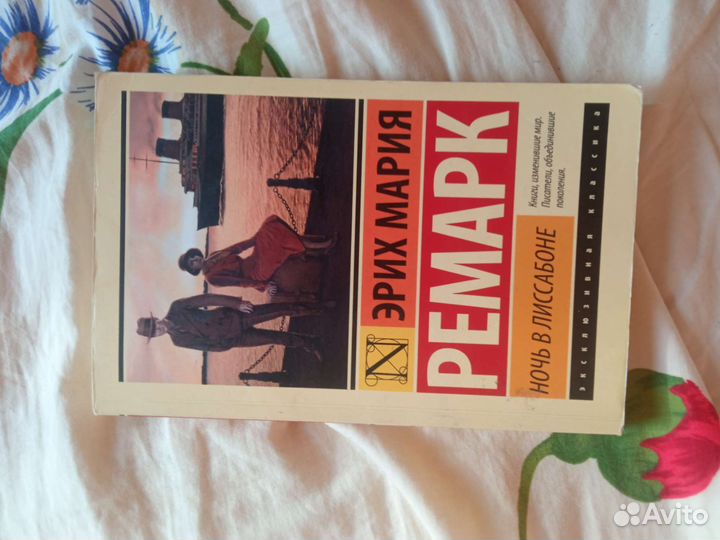 ЭРИХ МАРИЯ
РЕМАРК
НОЧЬ В ЛИССАБОНЕ
Книги, изменившие мир.
Писатели, объединившие
поколения.
эксклюзивная классика
Avito